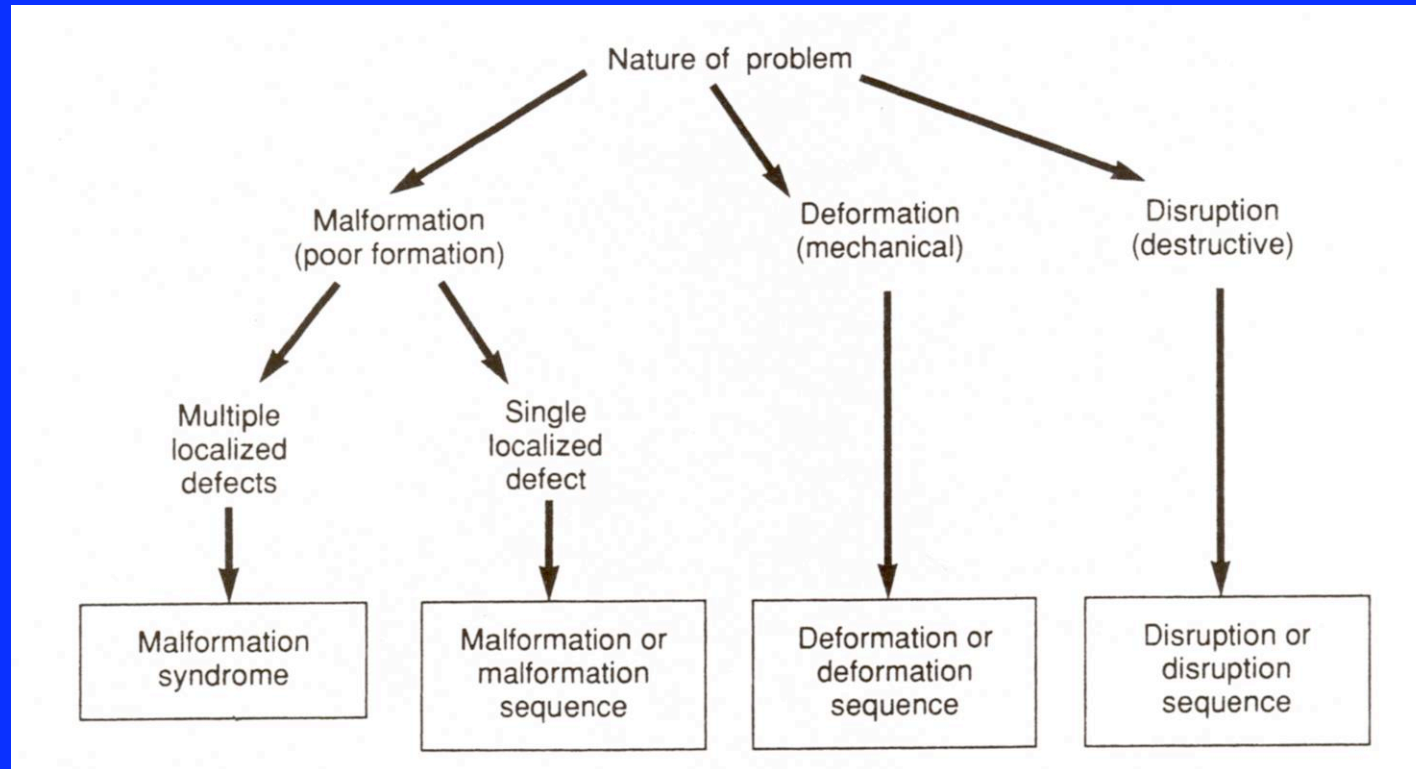 Nature of problem
Malformation
(poor formation)
Deformation
(mechanical)
Disruption
(destructive)
Multiple
localized
defects
Single
localized
defect
Malformation
syndrome
Malformation or
malformation
sequence
Deformation or
deformation
sequence
Disruption or
disruption
sequence